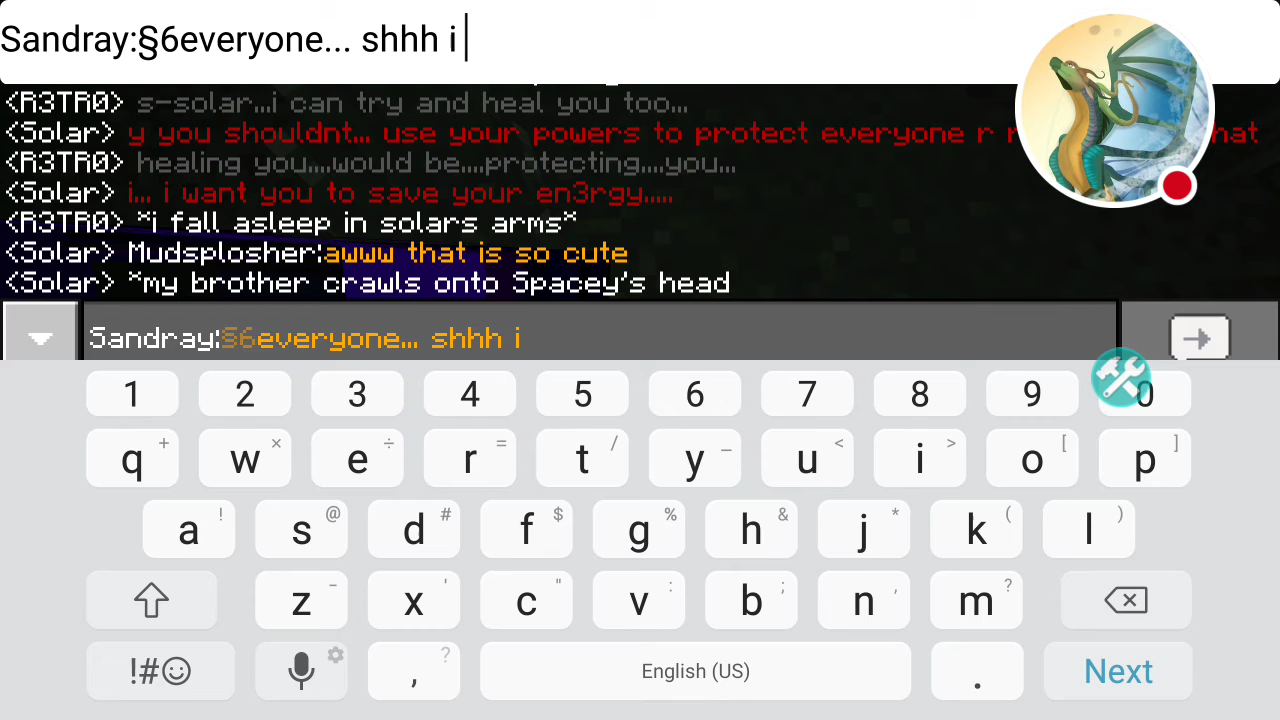 Sandray:§6everyone... shhh i
<R3TR0> s-solar...i can try and heal you too...
<Solar> y you shouldnt... use your powers to protect everyone r hat
<R3TR0> healing you....would be....protecting....you...
<Solar> i... i want you to save your en3rgy.....
<R3TR0> *i fall asleep in solars arms*
<Solar> Mudsplosher:awww that is so cute
<Solar> *my brother crawls onto Spacey's head
Sandray:§6everyone... shhh i
1 2 3 4 5 6 7 8 9 0
q + w × e ÷ r = t / y _ u < i > o [ p ]
a ! s @ d # f $ g % h & j * k ( l )
z - x ' c " v : b ; n , m ?
!#☺ , ? English (US) . Next